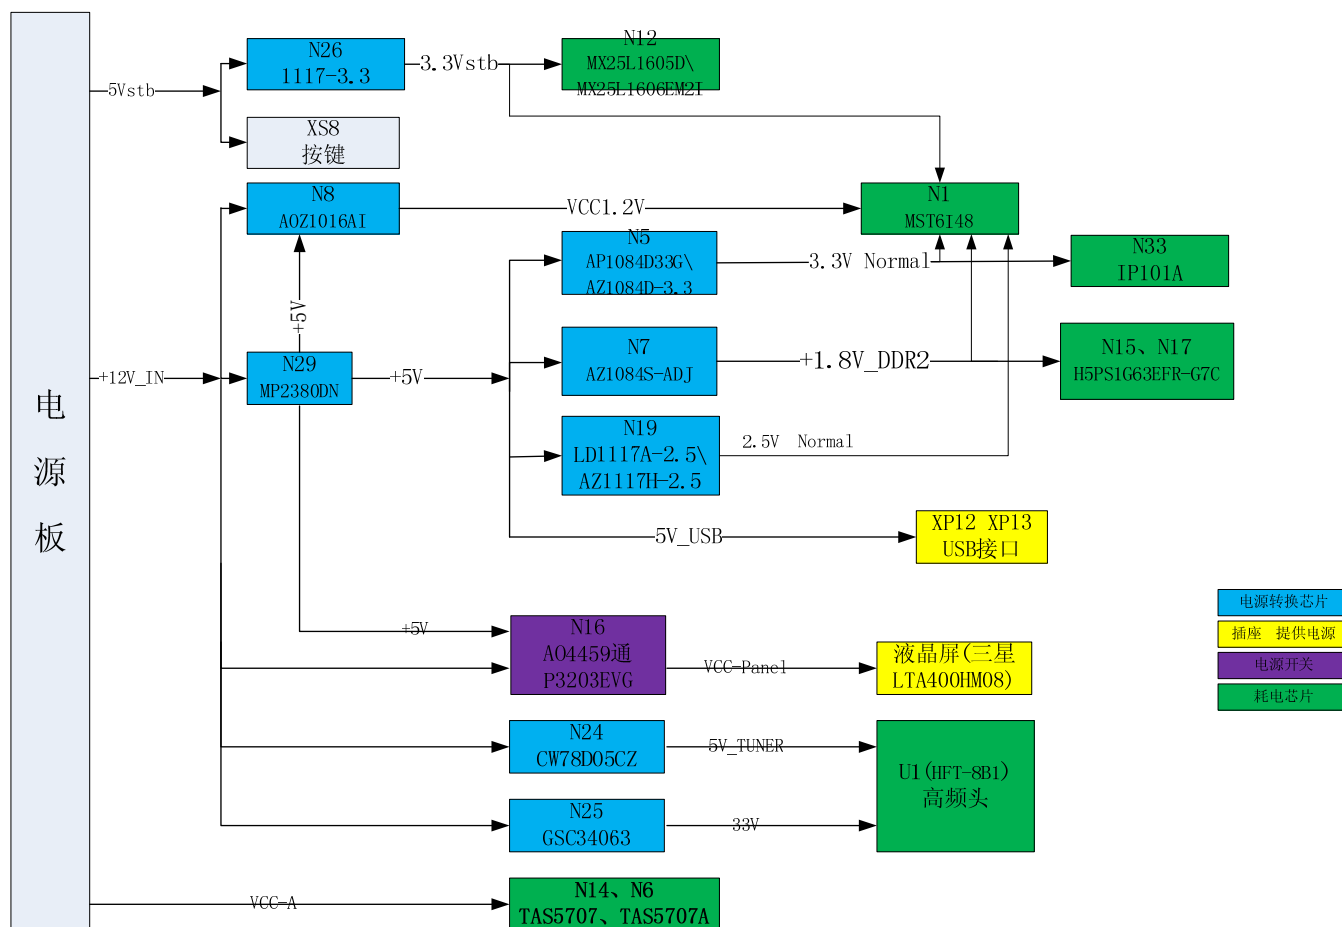 电
源
板
5Vstb
N26
1117-3.3
3.3Vstb
N12
MX25L1605D\
MX25L1606EM2I
XS8
按键
N8
AOZ1016AI
VCC1.2V
N1
MST6I48
N5
AP1084D33G\
AZ1084D-3.3
3.3V Normal
N33
IP101A
+5V
+12V_IN
N29
MP2380DN
+5V
N7
AZ1084S-ADJ
+1.8V_DDR2
N15、N17
H5PS1G63EFR-G7C
N19
LD1117A-2.5\
AZ1117H-2.5
2.5V Normal
5V_USB
XP12 XP13
USB接口
+5V
N16
AO4459通
P3203EVG
VCC-Panel
液晶屏(三星
LTA400HM08)
N24
CW78D05CZ
5V_TUNER
U1(HFT-8B1)
高频头
N25
GSC34063
33V
VCC-A
N14、N6
TAS5707、TAS5707A
电源转换芯片
插座 提供电源
电源开关
耗电芯片